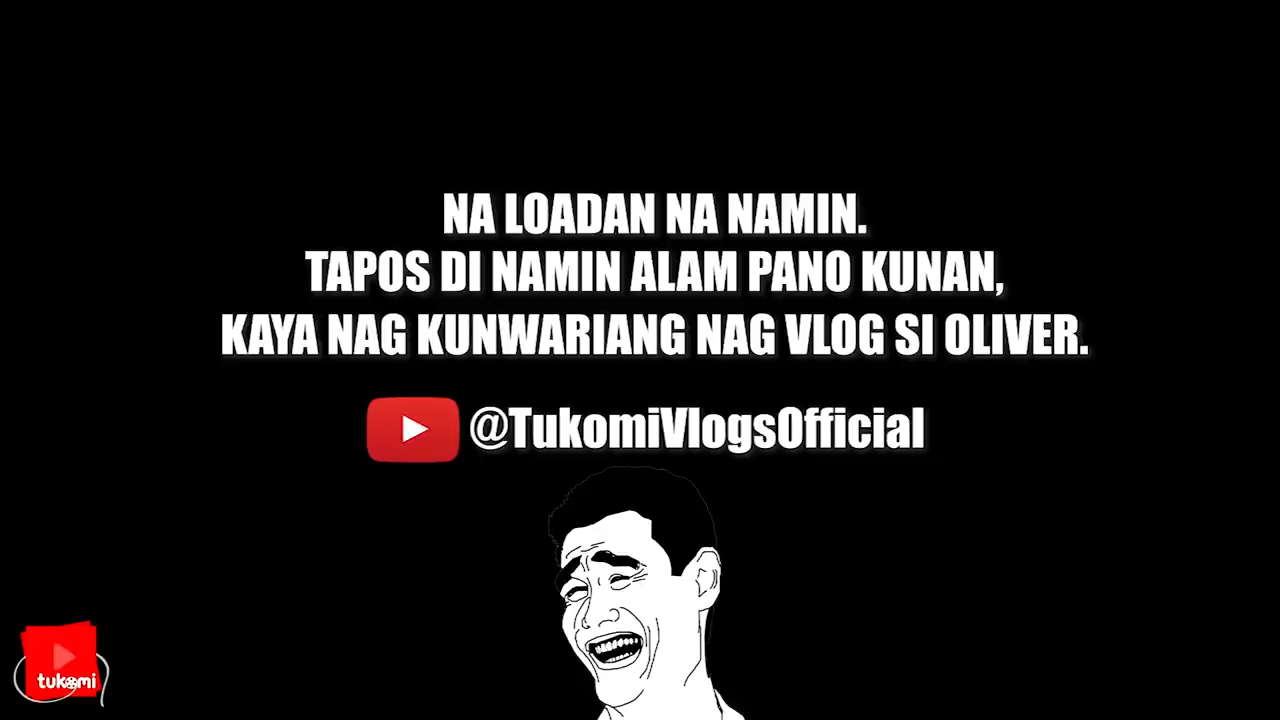 NA LOADAN NA NAMIN.
TAPOS DI NAMIN ALAM PANO KUNAN,
KAYA NAG KUNWARIANG NAG VLOG SI OLIVER.
@TukomiVlogsOfficial
tukomi